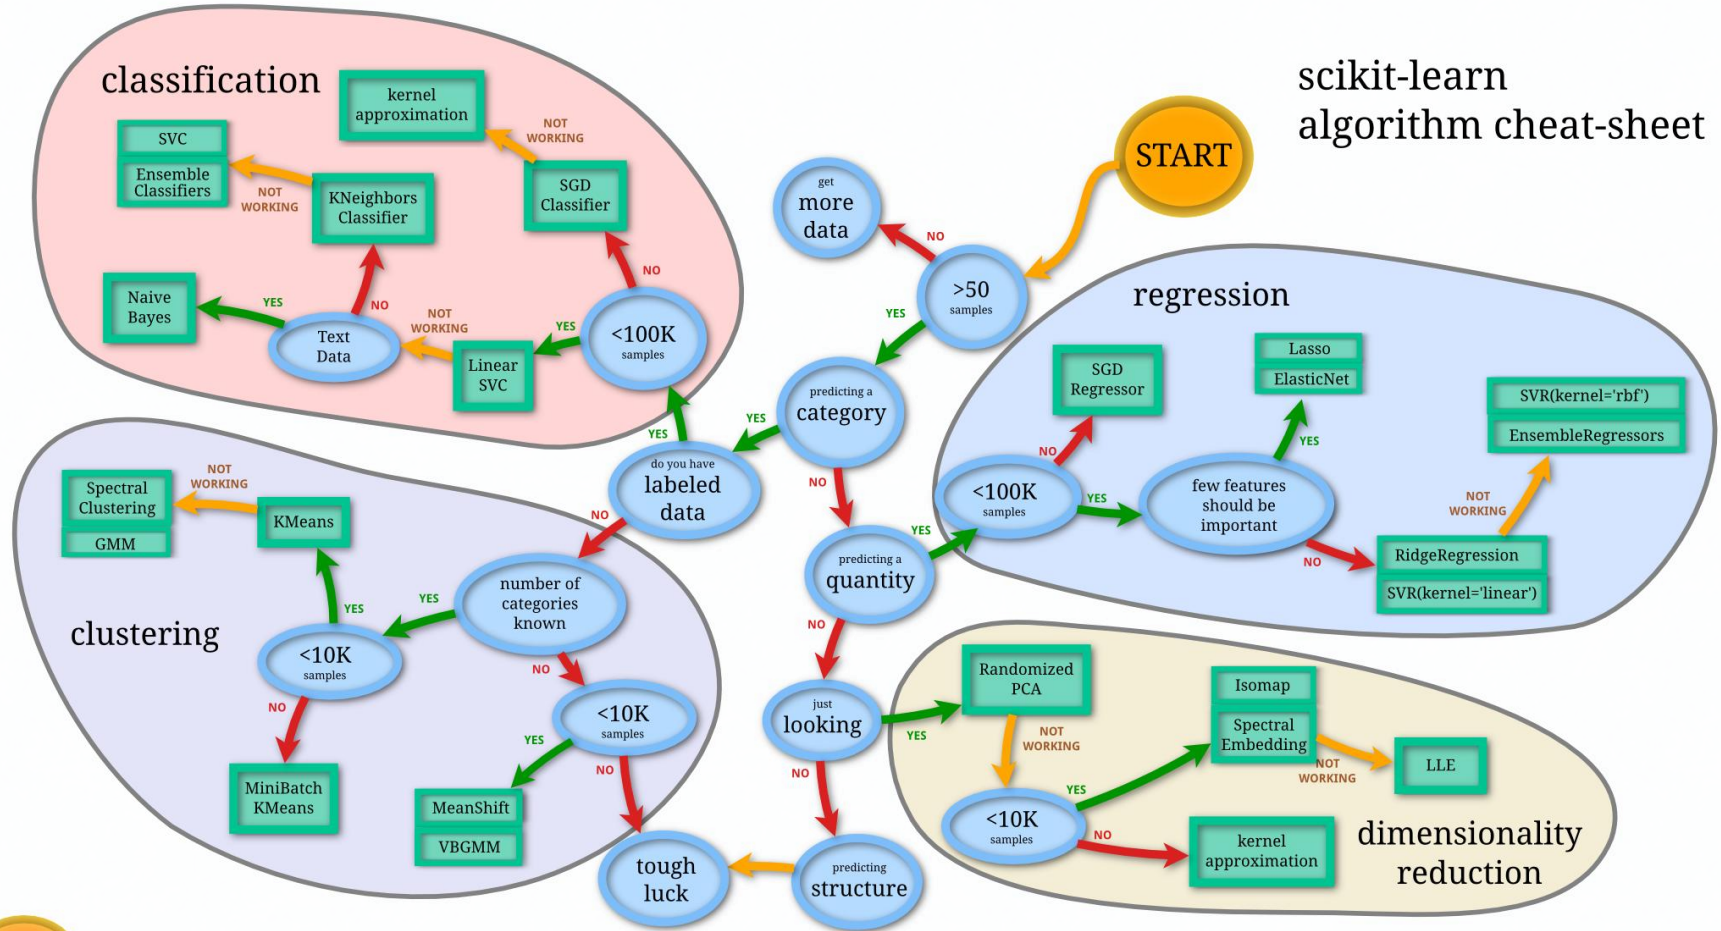 scikit-learn
algorithm cheat-sheet
START
classification
kernel
approximation
NOT
WORKING
SVC
Ensemble
Classifiers
NOT
WORKING
KNeighbors
Classifier
SGD
Classifier
NO
Naive
Bayes
YES
Text
Data
NO
NOT
WORKING
Linear
SVC
YES
<100K
samples
YES
get
more
data
NO
>50
samples
YES
predicting a
category
YES
NO
do you have
labeled
data
NO
predicting a
quantity
YES
NO
just
looking
YES
NO
predicting
structure
tough
luck
regression
SGD
Regressor
NO
<100K
samples
YES
Lasso
ElasticNet
YES
few features
should be
important
NO
SVR(kernel='rbf')
EnsembleRegressors
NOT
WORKING
RidgeRegression
SVR(kernel='linear')
clustering
Spectral
Clustering
GMM
NOT
WORKING
KMeans
YES
<10K
samples
NO
MiniBatch
KMeans
YES
number of
categories
known
NO
<10K
samples
YES
NO
MeanShift
VBGMM
dimensionality
reduction
Randomized
PCA
NOT
WORKING
<10K
samples
YES
NO
Isomap
Spectral
Embedding
NOT
WORKING
LLE
kernel
approximation